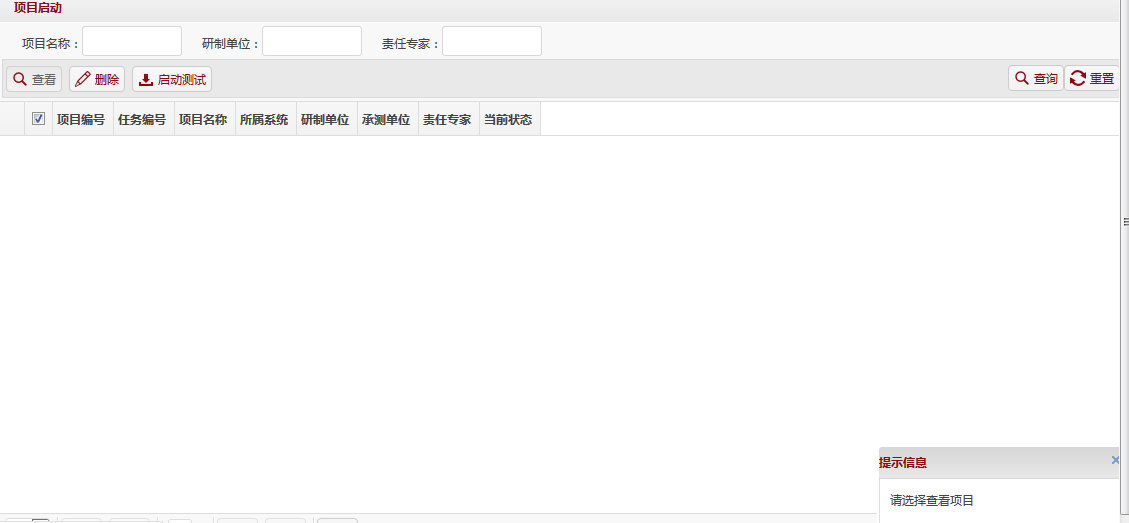 项目启动
项目名称： 研制单位： 责任专家：
查看 删除 启动测试 查询 重置
项目编号 任务编号 项目名称 所属系统 研制单位 承测单位 责任专家 当前状态
提示信息
请选择查看项目